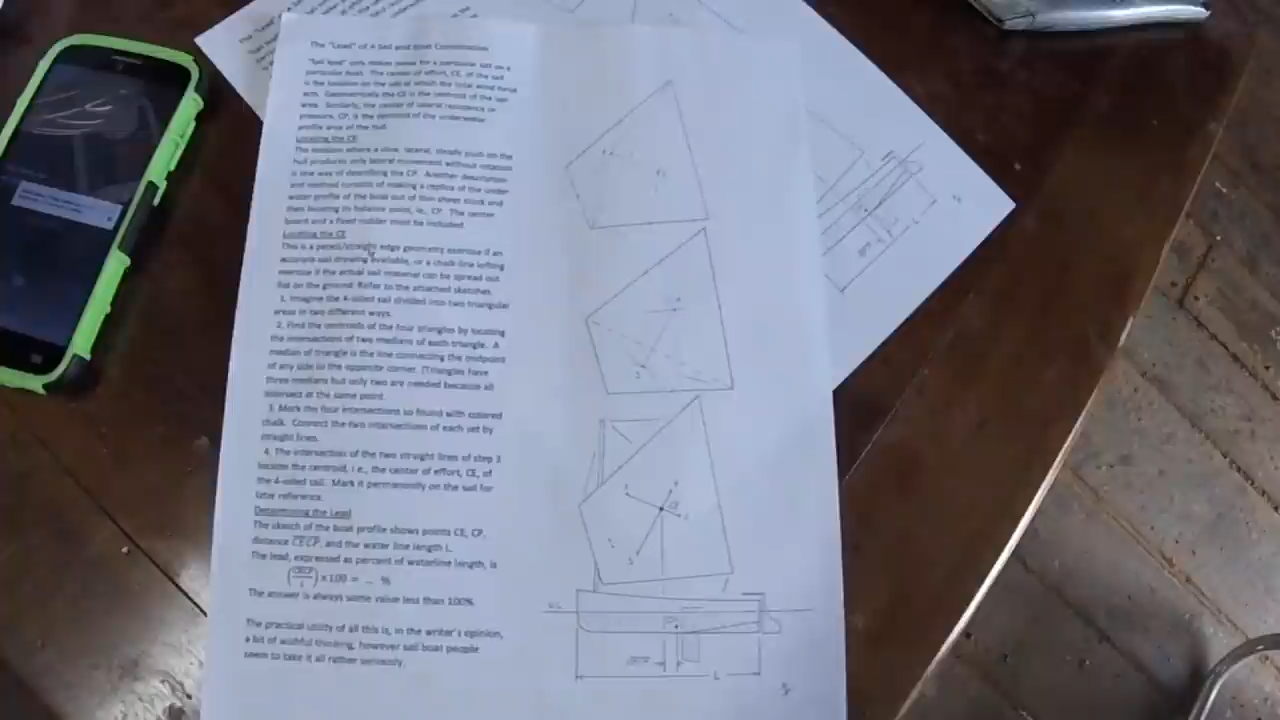 The "Lead" of a Sail and Boat Combination
"Sail lead" only makes sense for a particular sail on a
particular hull. The center of effort, CE, of the sail
is the location on the sail at which the total wind force
acts. Geometrically the CE is the centroid of the sail
area. Similarly, the center of lateral resistance or
pressure, CP, is the centroid of the underwater
profile area of the hull.
Locating the CP
The location where a slow, lateral, steady push on the
hull produces only lateral movement without rotation
is one way of describing the CP. Another description
and method consists of making a replica of the under
water profile of the boat out of thin sheet stock and
then locating its balance point, ie, CP. The center
board and a fixed rudder must be included.
Locating the CE
This is a pencil/straight edge geometry exercise if an
accurate sail drawing available, or a chalk line lofting
exercise if the actual sail material can be spread out
flat on the ground. Refer to the attached sketches.
1. Imagine the 4-sided sail divided into two triangular
areas in two different ways.
2. Find the centroids of the four triangles by locating
the intersections of two medians of each triangle. A
median of triangle is the line connecting the midpoint
of any side to the opposite corner. (Triangles have
three medians but only two are needed because all
intersect at the same point.
3. Mark the four intersections so found with colored
chalk. Connect the two intersections of each set by
straight lines.
4. The intersection of the two straight lines of step 3
locates the centroid, i.e., the center of effort, CE, of
the 4-sided sail. Mark it permanently on the sail for
later reference.
Determining the Lead
The sketch of the boat profile shows points CE, CP,
distance CECP, and the water line length L.
The lead, expressed as percent of waterline length, is
(CECP/L) x 100 = _ %
The answer is always some value less than 100%
The practical utility of all this is, in the writer's opinion,
a bit of wishful thinking, however sail boat people
seem to take it all rather seriously.
CE
L